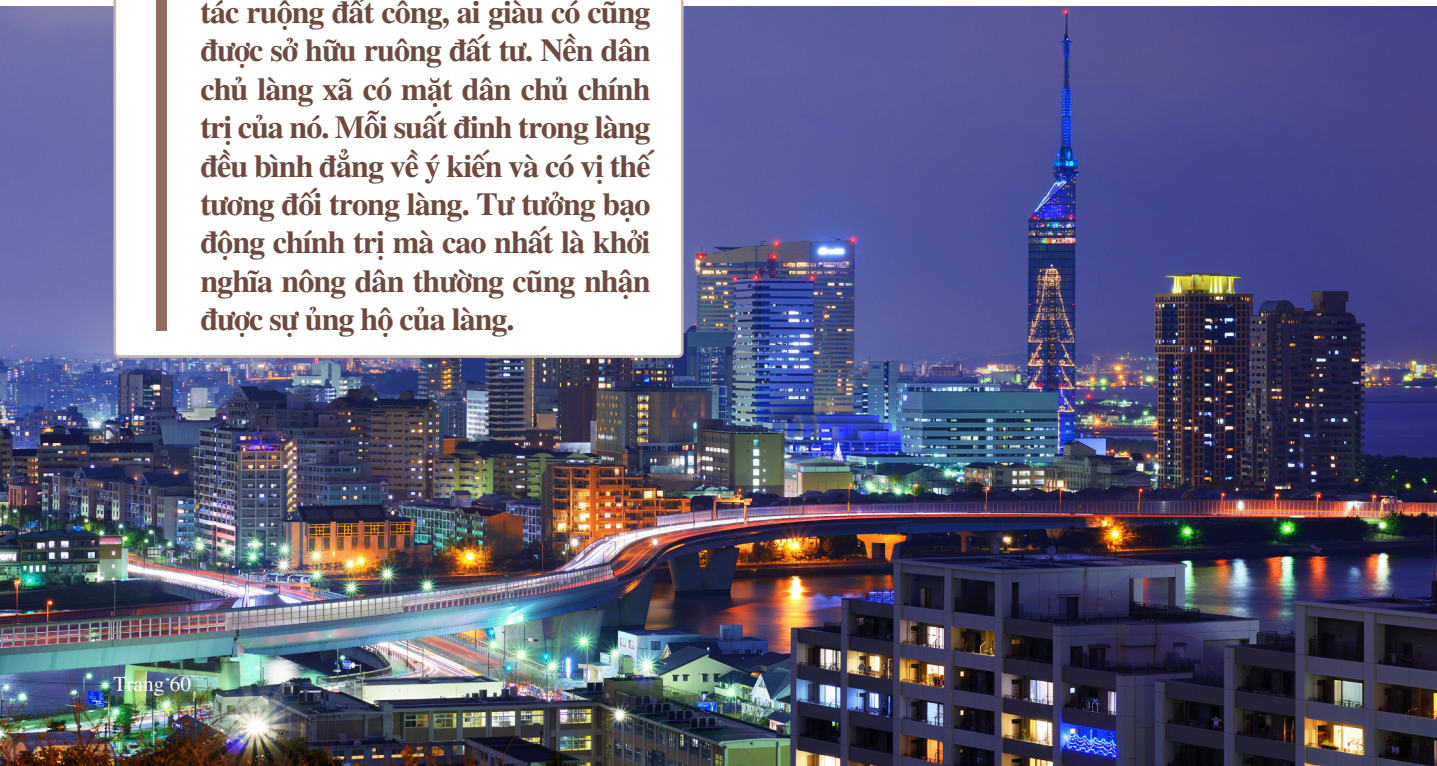 tác ruộng đất công, ai giàu có cũng
được sở hữu ruông đất tư. Nền dân
chủ làng xã có mặt dân chủ chính
trị của nó. Mỗi suất đinh trong làng
đều bình đẳng về ý kiến và có vị thế
tương đối trong làng. Tư tưởng bạo
động chính trị mà cao nhất là khởi
nghĩa nông dân thường cũng nhận
được sự ủng hộ của làng.
Trang 60